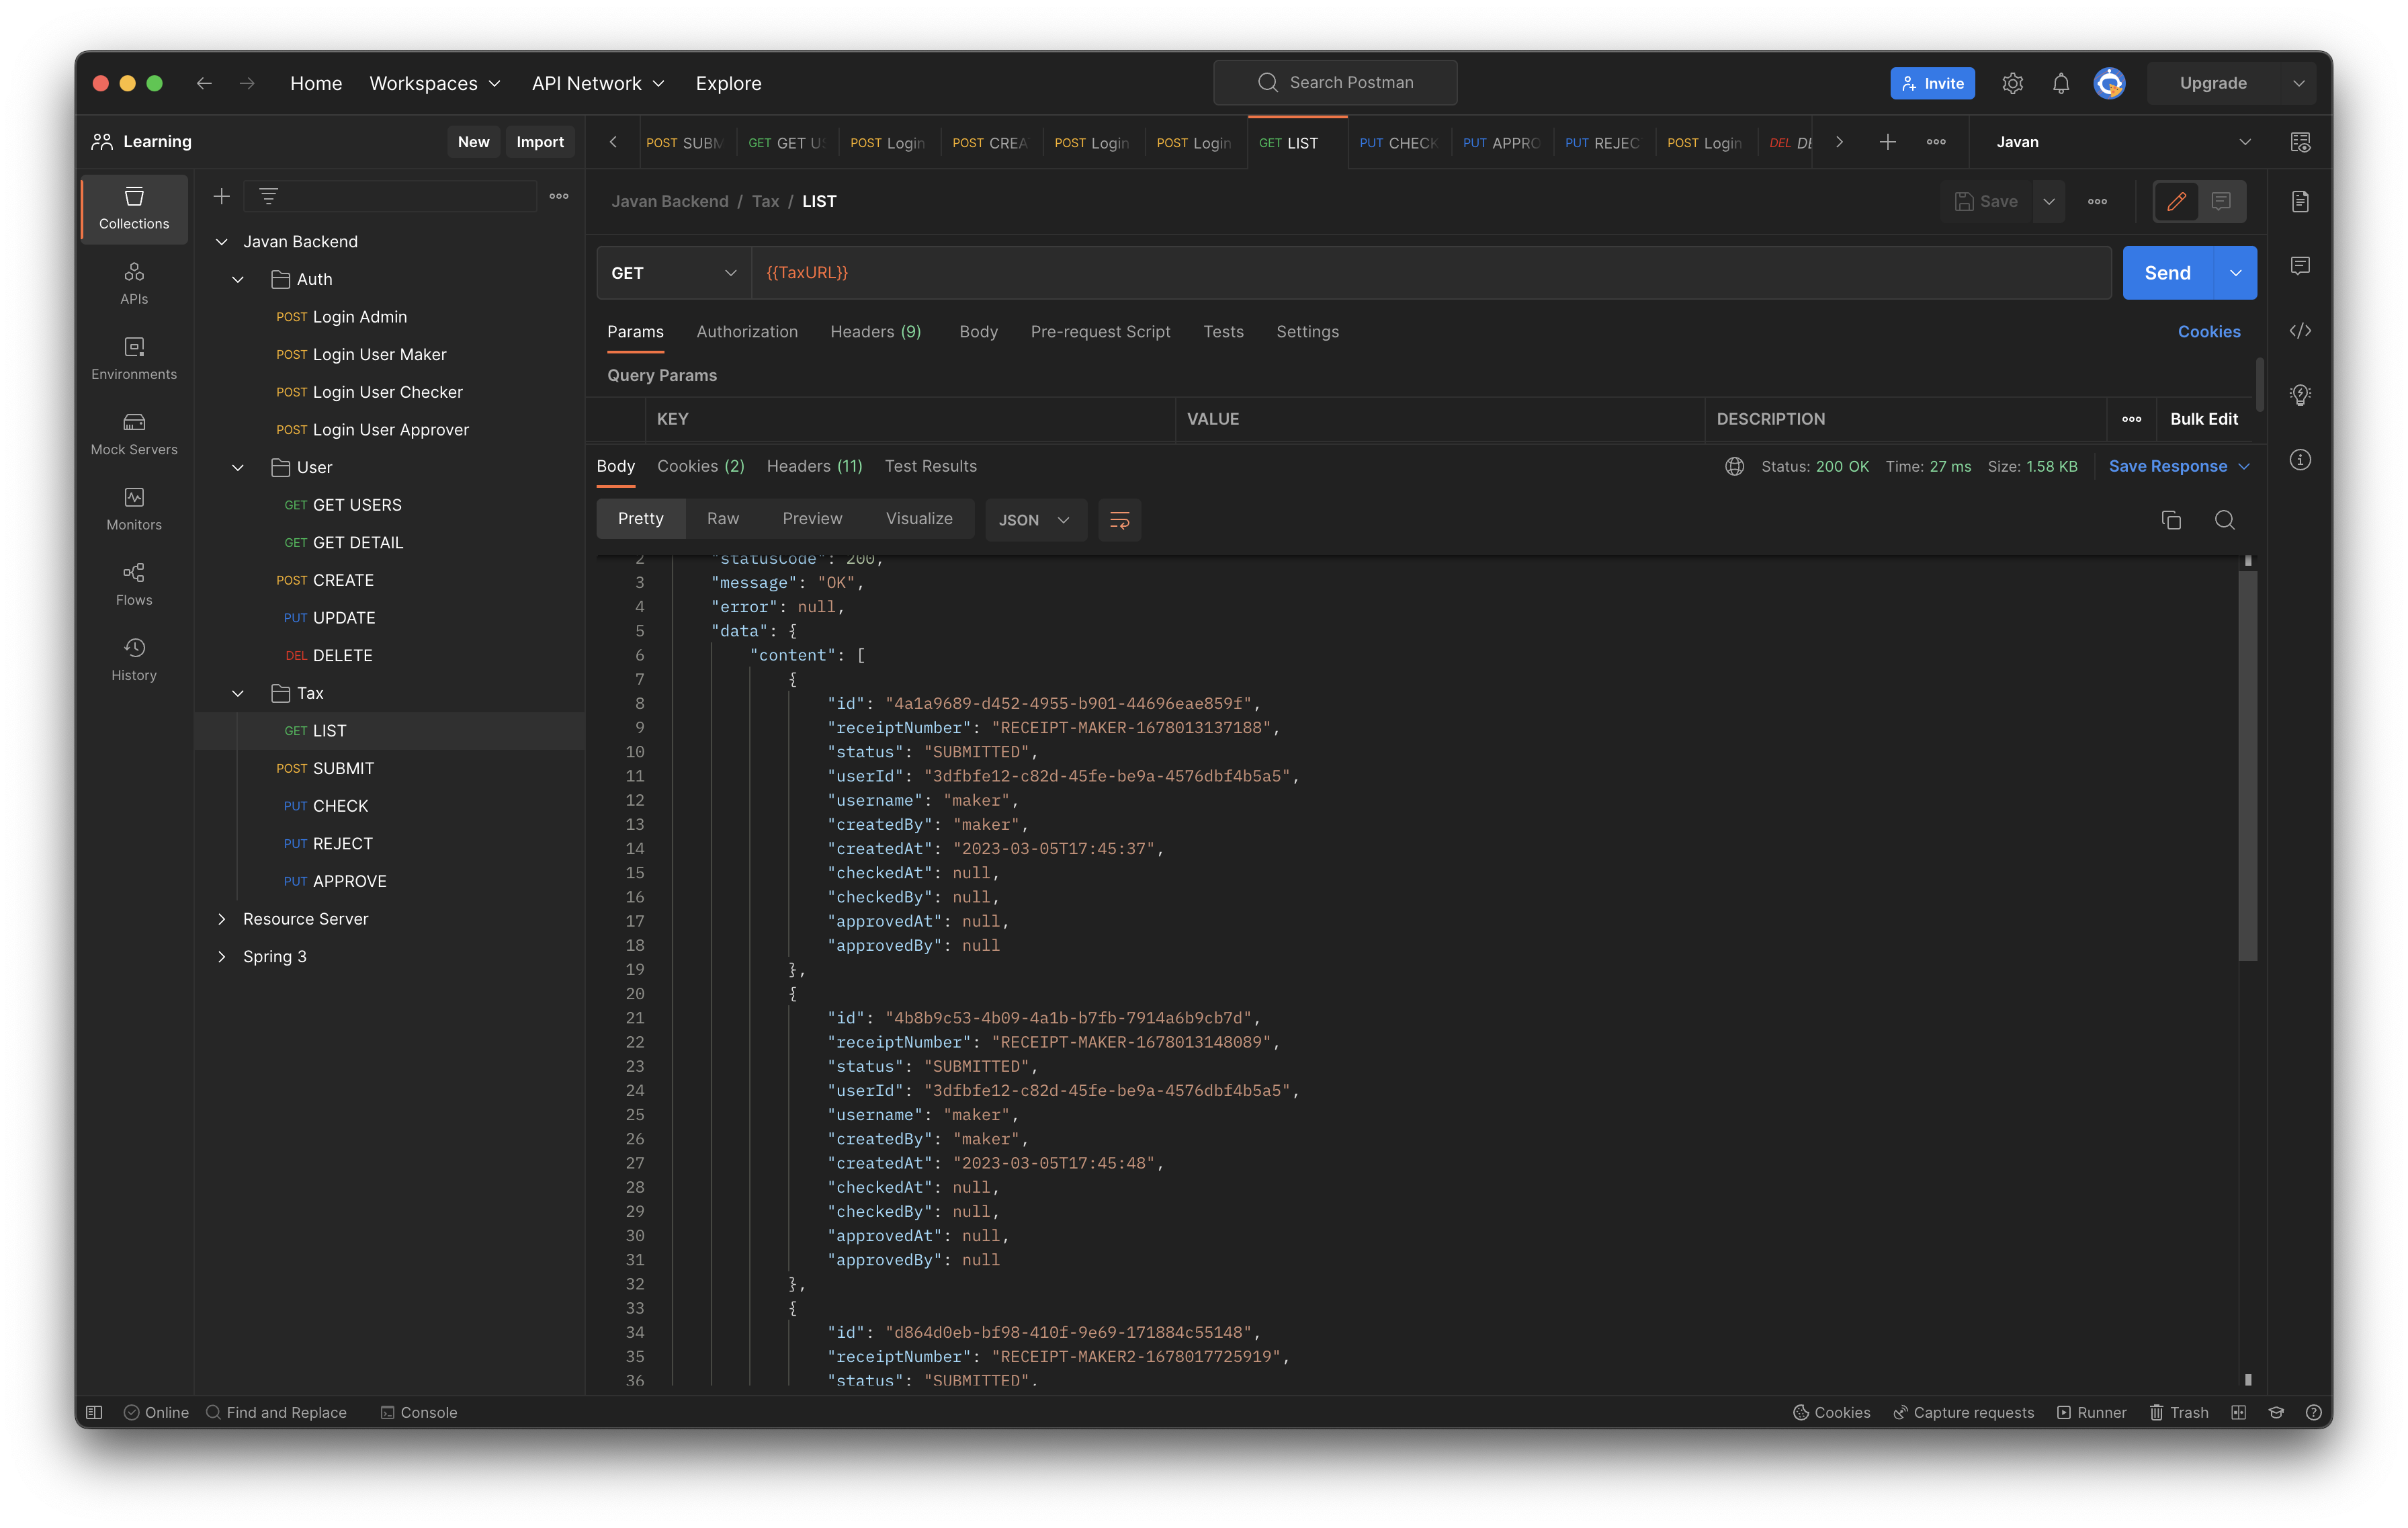 Home Workspaces API Network Explore
Search Postman
Invite
Upgrade
Learning New Import
POST SUBM GET GET US POST Login POST CREA POST Login POST Login GET LIST PUT CHECK PUT APPRO PUT REJEC POST Login DEL DE
Javan
Collections
APIs
Environments
Mock Servers
Monitors
Flows
History
Javan Backend
Auth
POST Login Admin
POST Login User Maker
POST Login User Checker
POST Login User Approver
User
GET GET USERS
GET GET DETAIL
POST CREATE
PUT UPDATE
DEL DELETE
Tax
GET LIST
POST SUBMIT
PUT CHECK
PUT REJECT
PUT APPROVE
Resource Server
Spring 3
Javan Backend / Tax / LIST
Save
GET {{TaxURL}} Send
Params Authorization Headers (9) Body Pre-request Script Tests Settings Cookies
Query Params
KEY VALUE DESCRIPTION Bulk Edit
Body Cookies (2) Headers (11) Test Results Status: 200 OK Time: 27 ms Size: 1.58 KB Save Response
Pretty Raw Preview Visualize JSON
2 "statusCode": 200,
3 "message": "OK",
4 "error": null,
5 "data": {
6 "content": [
7 {
8 "id": "4a1a9689-d452-4955-b901-44696eae859f",
9 "receiptNumber": "RECEIPT-MAKER-1678013137188",
10 "status": "SUBMITTED",
11 "userId": "3dfbfe12-c82d-45fe-be9a-4576dbf4b5a5",
12 "username": "maker",
13 "createdBy": "maker",
14 "createdAt": "2023-03-05T17:45:37",
15 "checkedAt": null,
16 "checkedBy": null,
17 "approvedAt": null,
18 "approvedBy": null
19 },
20 {
21 "id": "4b8b9c53-4b09-4a1b-b7fb-7914a6b9cb7d",
22 "receiptNumber": "RECEIPT-MAKER-1678013148089",
23 "status": "SUBMITTED",
24 "userId": "3dfbfe12-c82d-45fe-be9a-4576dbf4b5a5",
25 "username": "maker",
26 "createdBy": "maker",
27 "createdAt": "2023-03-05T17:45:48",
28 "checkedAt": null,
29 "checkedBy": null,
30 "approvedAt": null,
31 "approvedBy": null
32 },
33 {
34 "id": "d864d0eb-bf98-410f-9e69-171884c55148",
35 "receiptNumber": "RECEIPT-MAKER2-1678017725919",
36 "status": "SUBMITTED",
Online Find and Replace Console Cookies Capture requests Runner Trash